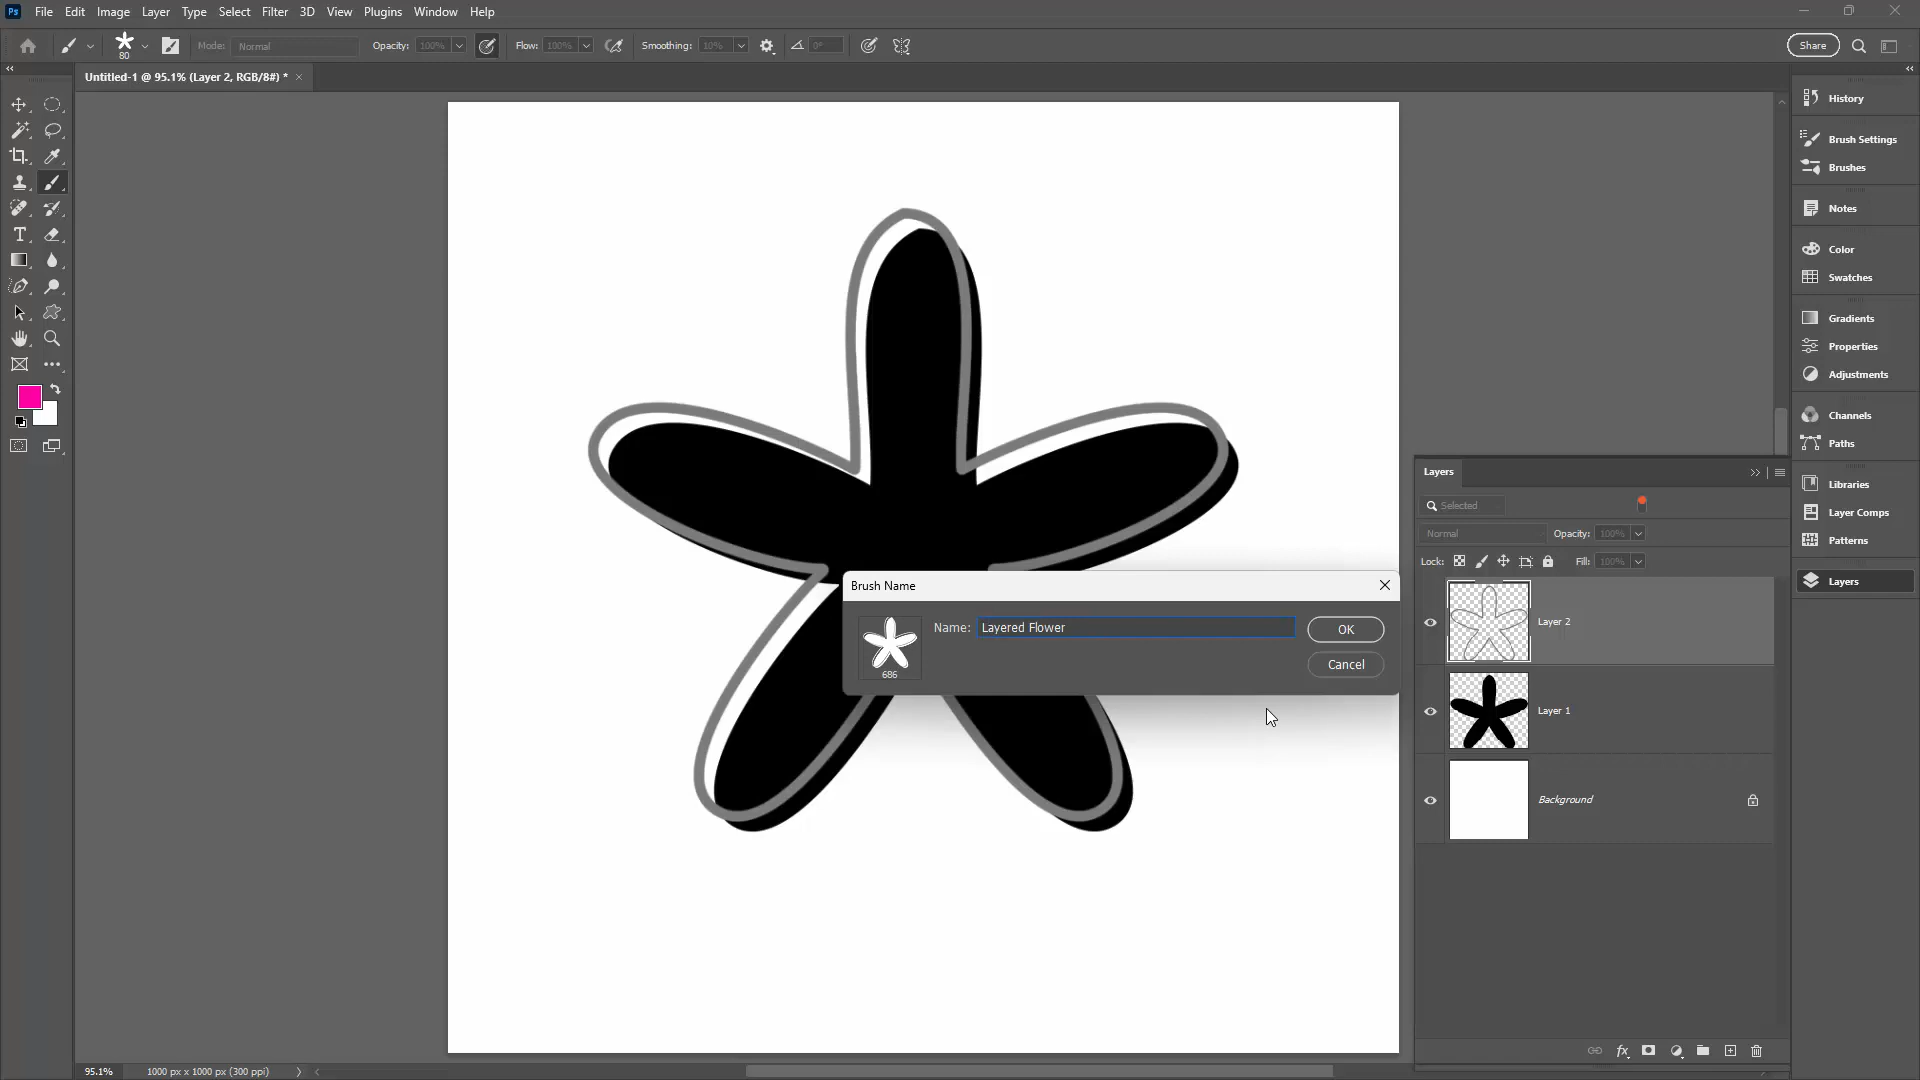 Ps File Edit Image Layer Type Select Filter 3D View Plugins Window Help
80 Mode: Normal Opacity: 100% Flow: 100% Smoothing: 10% 0° Share
Untitled-1 @ 95.1% (Layer 2, RGB/8#) *
History
Brush Settings
Brushes
Notes
Color
Swatches
Gradients
Properties
Adjustments
Channels
Paths
Libraries
Layer Comps
Patterns
Layers
Layers
Selected
Normal Opacity: 100%
Lock: Fill: 100%
Layer 2
Layer 1
Background
fx
Brush Name
Name: Layered Flower OK
686
Cancel
95.1% 1000 px x 1000 px (300 ppi)